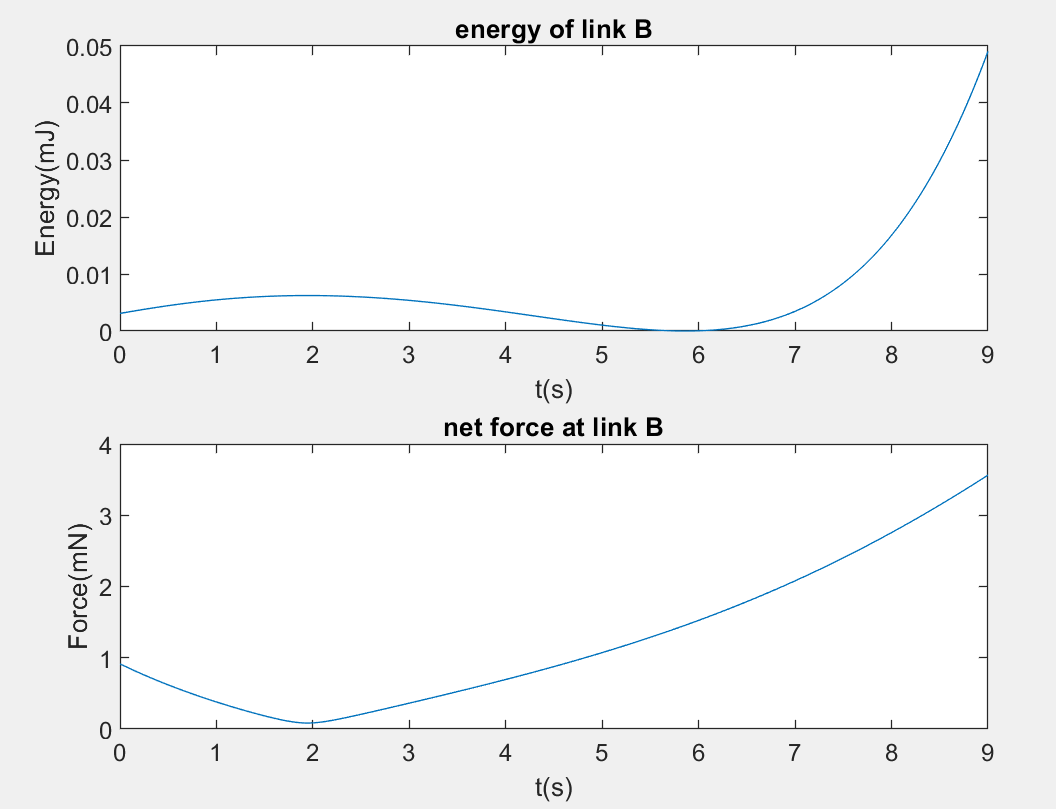 energy of link B
0.05
0.04
0.03
0.02
0.01
0
Energy(mJ)
0 1 2 3 4 5 6 7 8 9
t(s)
net force at link B
4
3
2
1
0
Force(mN)
0 1 2 3 4 5 6 7 8 9
t(s)